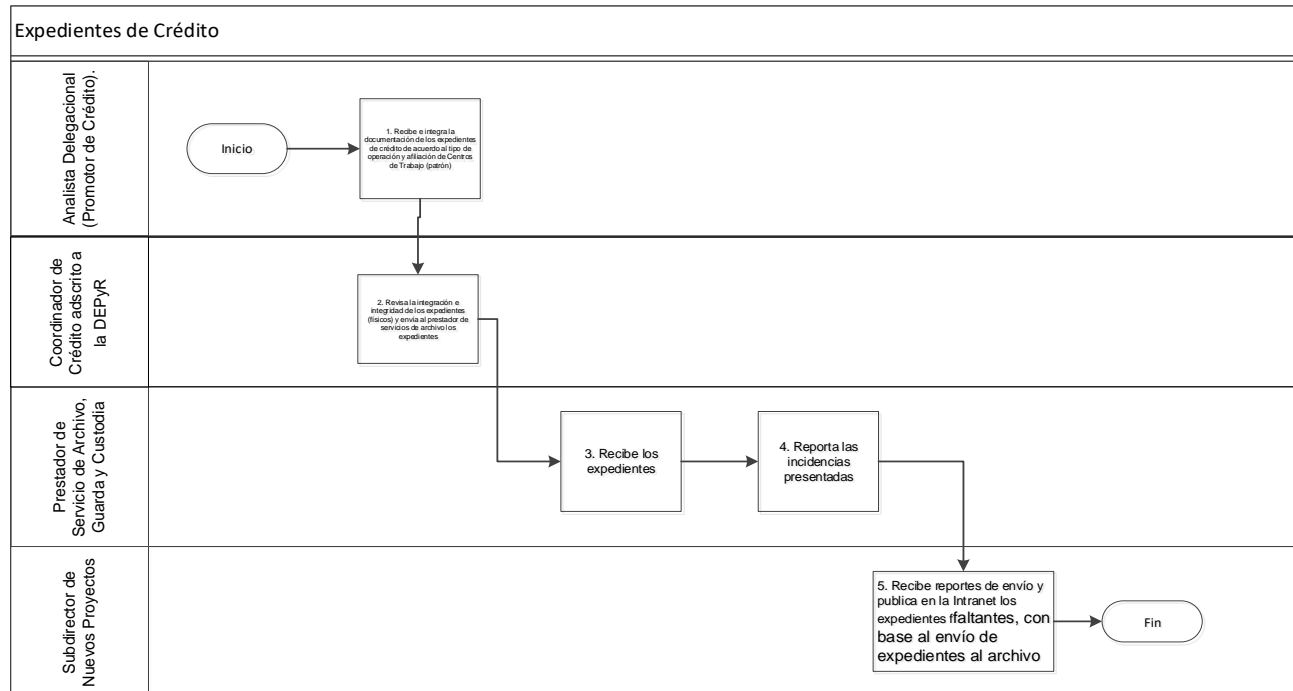 Expedientes de Crédito
Analista Delegacional
(Promotor de Crédito).
Inicio
1. Recibe e integra la
documentación de los expedientes
de crédito de acuerdo al tipo de
operación y afiliación de Centros
de Trabajo (patrón)
Coordinador de
Crédito adscrito a
la DEPyR
2. Revisa la integración e
integridad de los expedientes
(físicos) y envía al prestador de
servicios de archivo los
expedientes
Prestador de
Servicio de Archivo,
Guarda y Custodia
3. Recibe los
expedientes
4. Reporta las
incidencias
presentadas
Subdirector de
Nuevos Proyectos
5. Recibe reportes de envío y
publica en la Intranet los
expedientes ffaltantes, con
base al envío de
expedientes al archivo
Fin